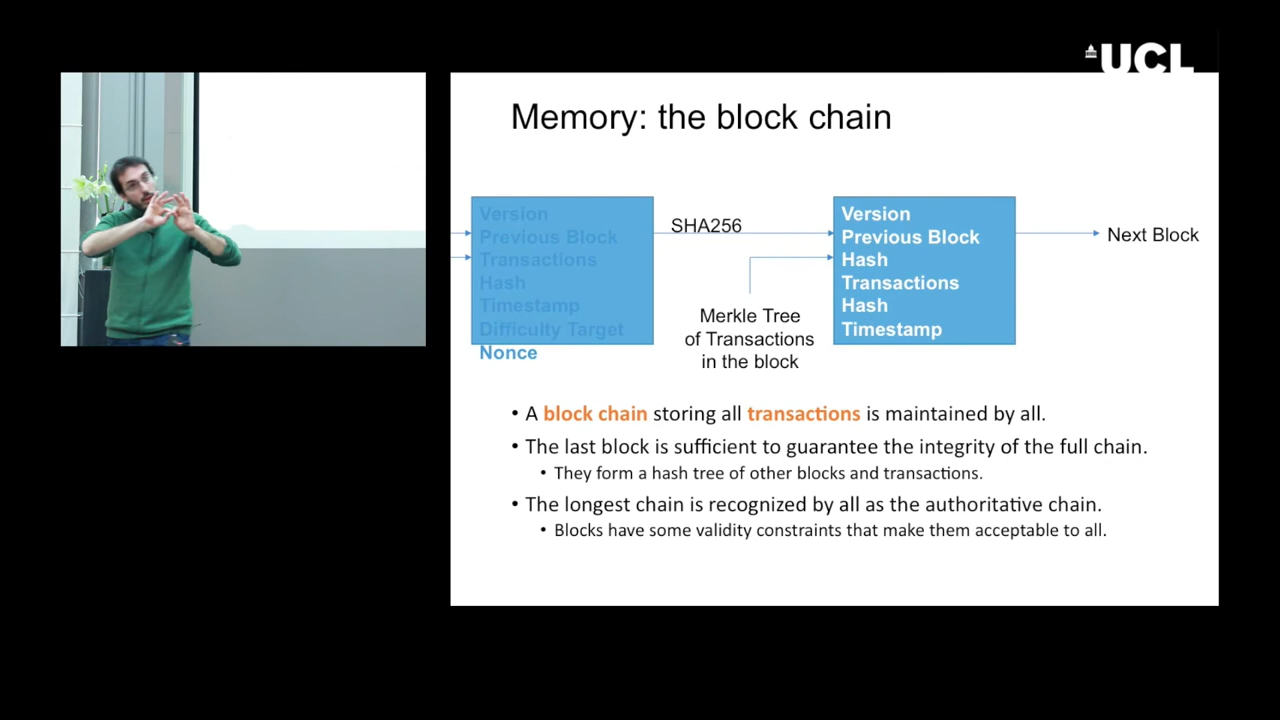 UCL
Memory: the block chain
Version
Previous Block
Transactions
Hash
Timestamp
Difficulty Target
Nonce
SHA256
Merkle Tree
of Transactions
in the block
Version
Previous Block
Hash
Transactions
Hash
Timestamp
Next Block
• A block chain storing all transactions is maintained by all.
• The last block is sufficient to guarantee the integrity of the full chain.
• They form a hash tree of other blocks and transactions.
• The longest chain is recognized by all as the authoritative chain.
• Blocks have some validity constraints that make them acceptable to all.